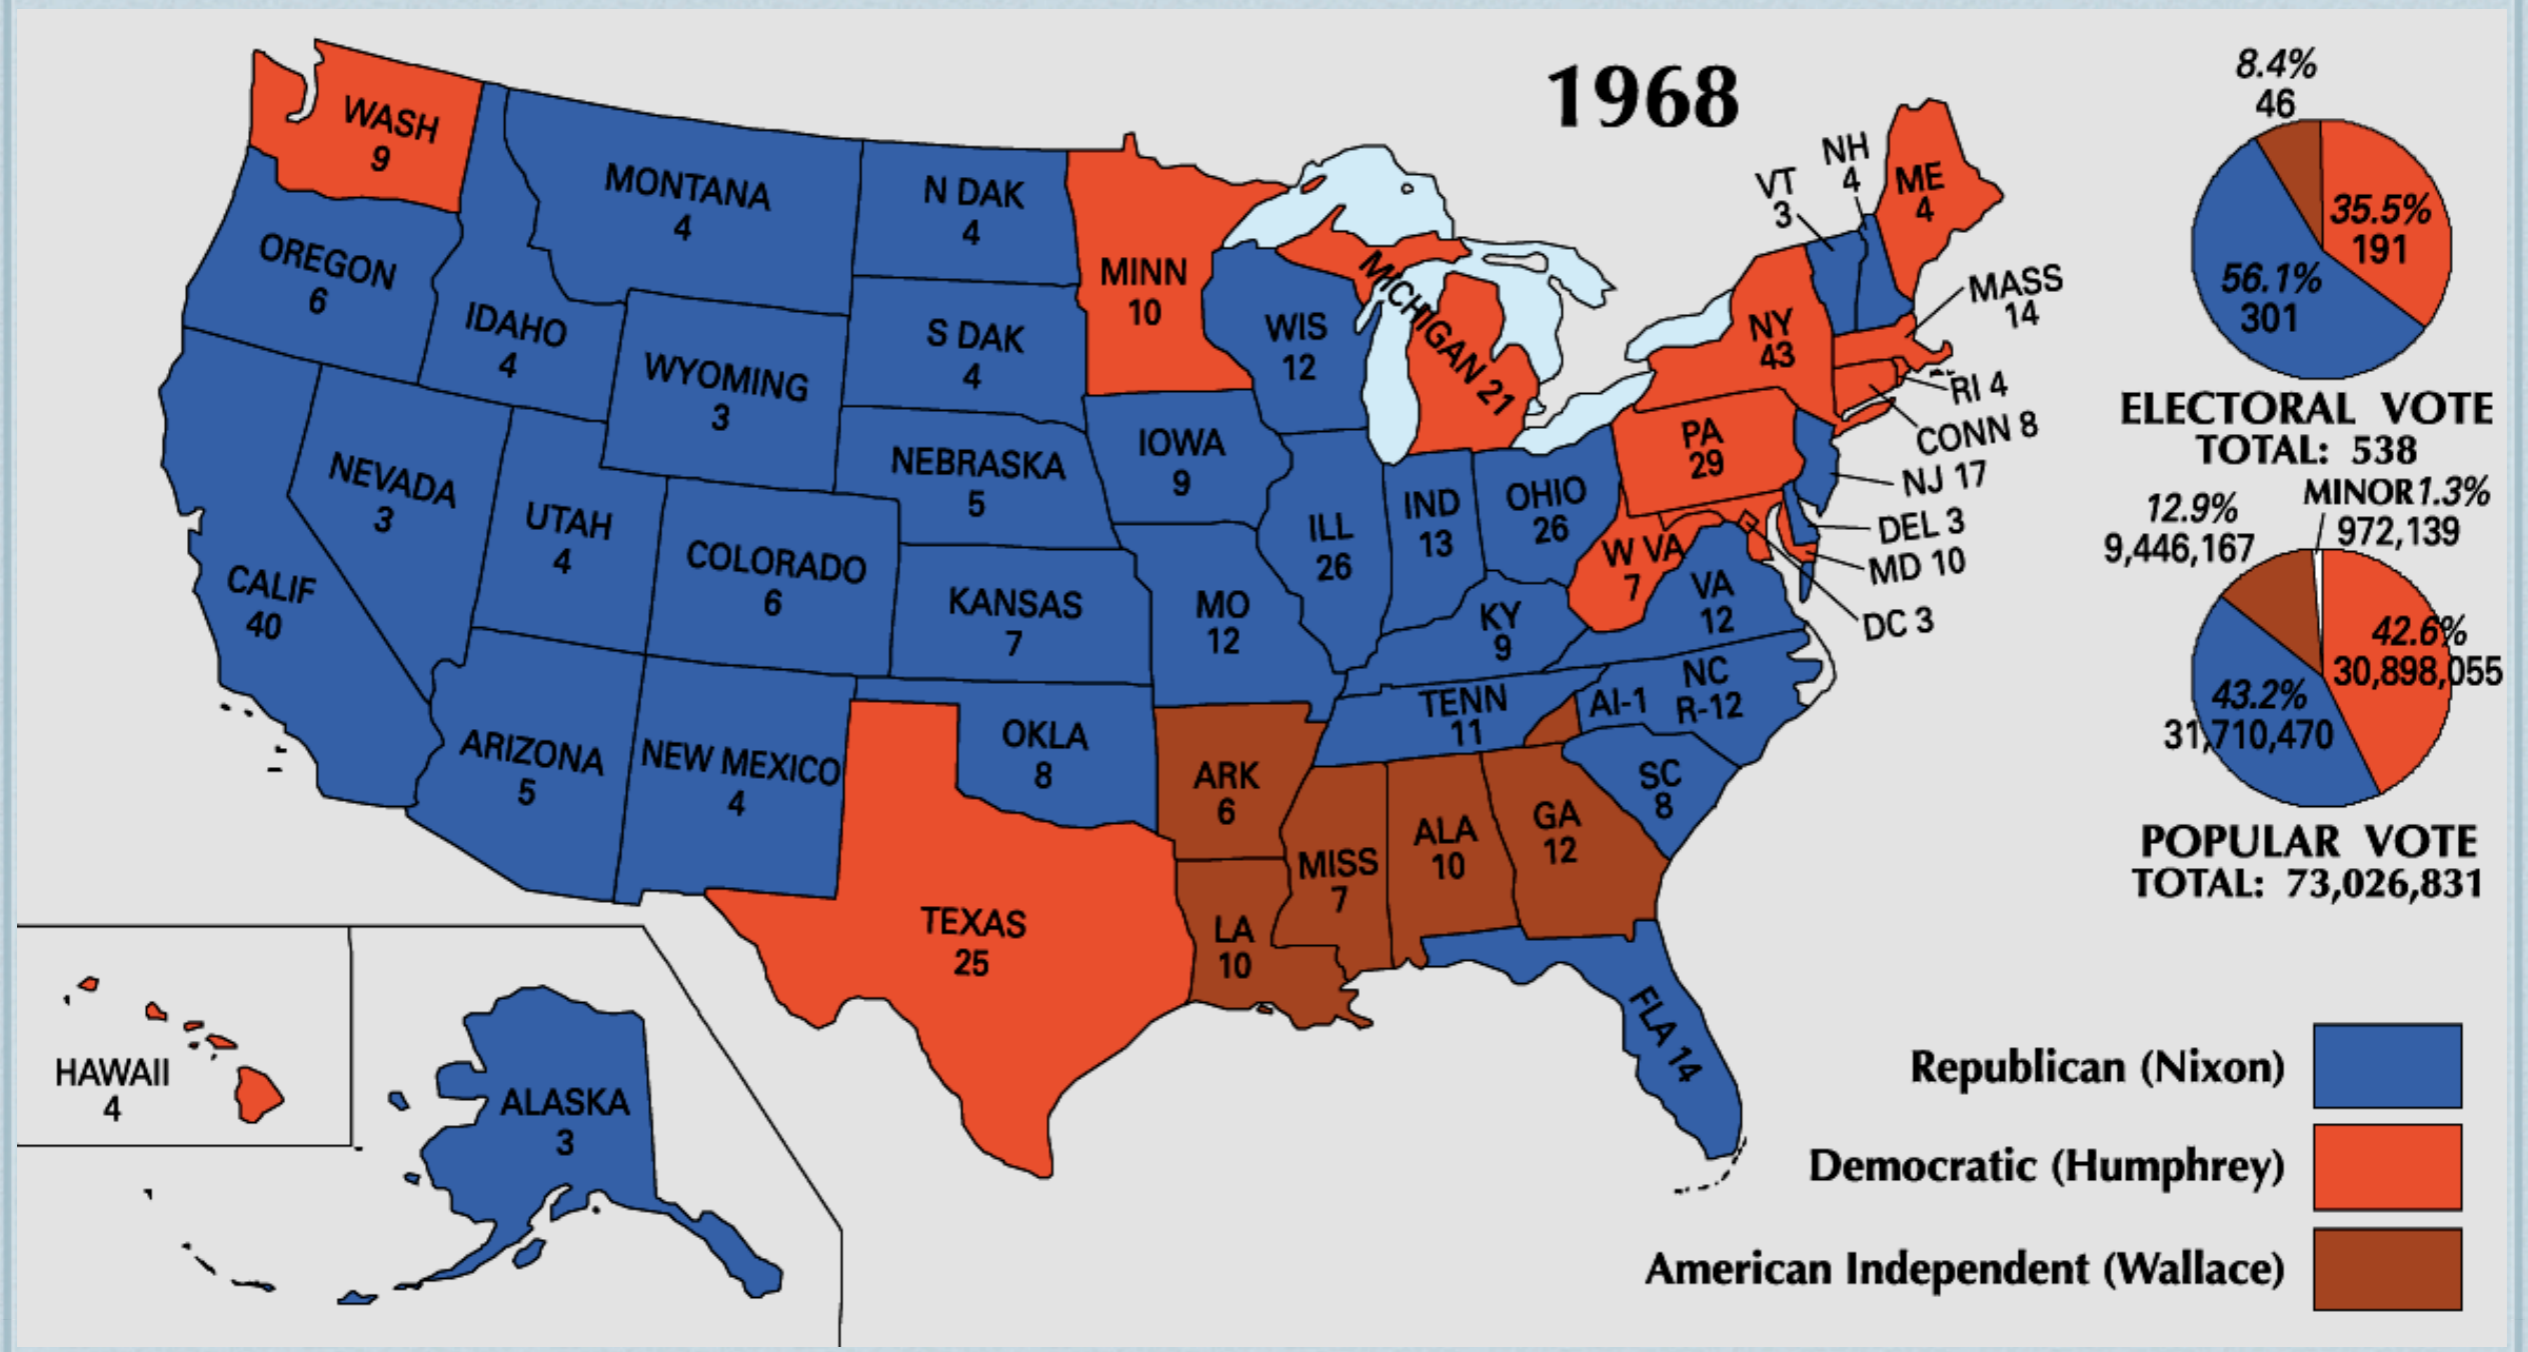 1968
WASH
9
OREGON
6
CALIF
40
NEVADA
3
IDAHO
4
MONTANA
4
WYOMING
3
UTAH
4
COLORADO
6
ARIZONA
5
NEW MEXICO
4
N DAK
4
S DAK
4
NEBRASKA
5
KANSAS
7
OKLA
8
TEXAS
25
MINN
10
IOWA
9
MO
12
ARK
6
LA
10
WIS
12
ILL
26
MICHIGAN 21
IND
13
OHIO
26
KY
9
TENN
11
MISS
7
ALA
10
GA
12
FLA 14
SC
8
NC
AI-1 R-12
VA
12
W VA
7
PA
29
NY
43
VT
3
NH
4
ME
4
MASS
14
RI 4
CONN 8
NJ 17
DEL 3
MD 10
DC 3
HAWAII
4
ALASKA
3
8.4%
46
35.5%
191
56.1%
301
ELECTORAL VOTE
TOTAL: 538
MINOR 1.3%
972,139
12.9%
9,446,167
42.6%
30,898,055
43.2%
31,710,470
POPULAR VOTE
TOTAL: 73,026,831
Republican (Nixon)
Democratic (Humphrey)
American Independent (Wallace)